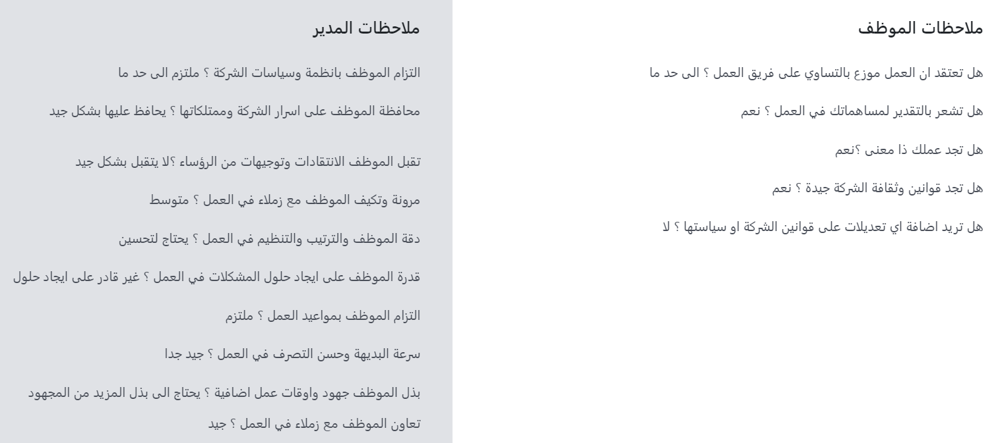 ملاحظات الموظف
هل تعتقد ان العمل موزع بالتساوي على فريق العمل ؟ الى حد ما
هل تشعر بالتقدير لمساهماتك في العمل ؟ نعم
هل تجد عملك ذا معنى ؟نعم
هل تجد قوانين وثقافة الشركة جيدة ؟ نعم
هل تريد اضافة اي تعديلات على قوانين الشركة او سياستها ؟ لا
ملاحظات المدير
التزام الموظف بانظمة وسياسات الشركة ؟ ملتزم الى حد ما
محافظة الموظف على اسرار الشركة وممتلكاتها ؟ يحافظ عليها بشكل جيد
تقبل الموظف الانتقادات وتوجيهات من الرؤساء ؟لا يتقبل بشكل جيد
مرونة وتكيف الموظف مع زملاء في العمل ؟ متوسط
دقة الموظف والترتيب والتنظيم في العمل ؟ يحتاج لتحسين
قدرة الموظف على ايجاد حلول المشكلات في العمل ؟ غير قادر على ايجاد حلول
التزام الموظف بمواعيد العمل ؟ ملتزم
سرعة البديهة وحسن التصرف في العمل ؟ جيد جدا
بذل الموظف جهود واوقات عمل اضافية ؟ يحتاج الى بذل المزيد من المجهود
تعاون الموظف مع زملاء في العمل ؟ جيد